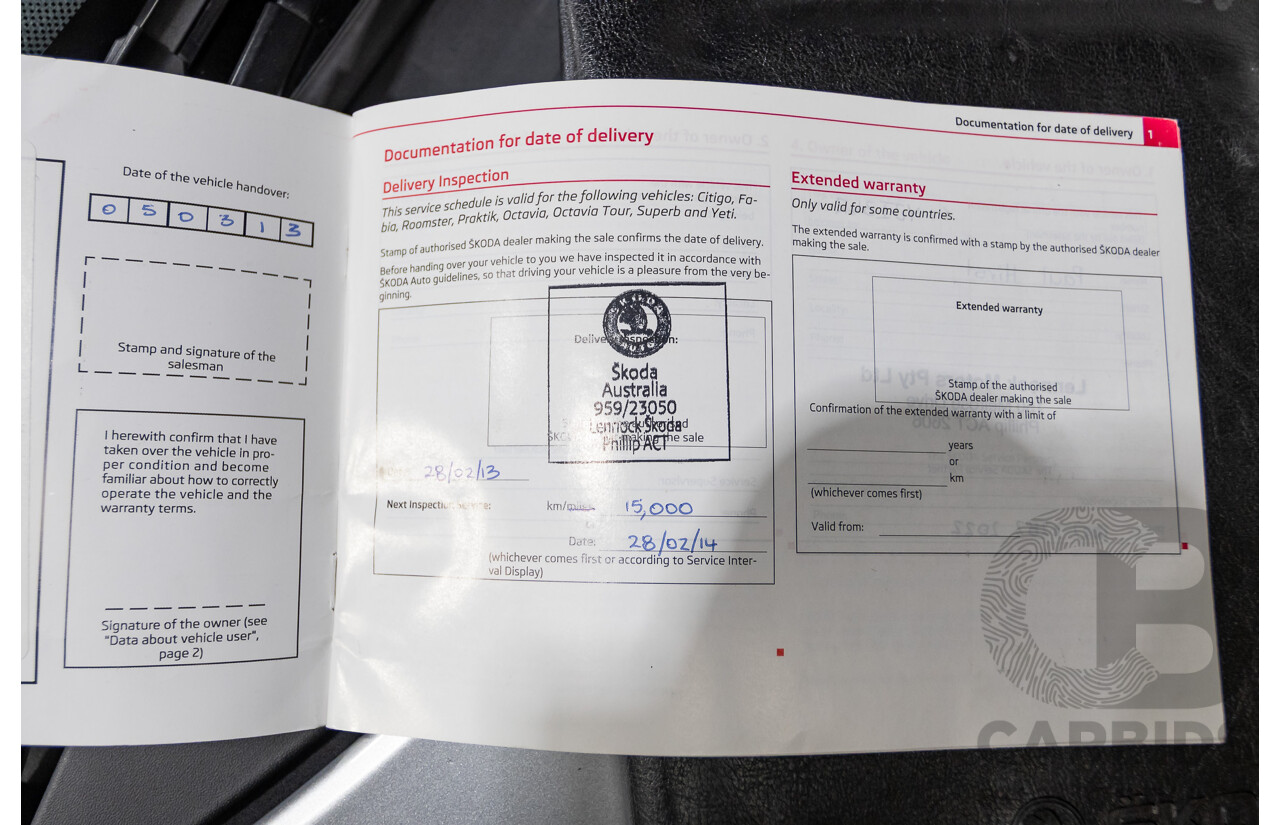 Date of the vehicle handover:
0 5 0 3 1 3
Stamp and signature of the
salesman
I herewith confirm that I have
taken over the vehicle in pro-
per condition and become
familiar about how to correctly
operate the vehicle and the
warranty terms.
Signature of the owner (see
"Data about vehicle user",
page 2)
Documentation for date of delivery 1
Documentation for date of delivery
Delivery Inspection
This service schedule is valid for the following vehicles: Citigo, Fa-
bia, Roomster, Praktik, Octavia, Octavia Tour, Superb and Yeti.
Stamp of authorised ŠKODA dealer making the sale confirms the date of delivery.
Before handing over your vehicle to you we have inspected it in accordance with
ŠKODA Auto guidelines, so that driving your vehicle is a pleasure from the very be-
ginning.
Delivery Inspection:
Škoda
Australia
959/23050
Lennock Škoda
Phillip ACT
making the sale
28/02/13
Next Inspection Service:
km/miles 15,000
Date: 28/02/14
(whichever comes first or according to Service Inter-
val Display)
Extended warranty
Only valid for some countries.
The extended warranty is confirmed with a stamp by the authorised ŠKODA dealer
making the sale.
Extended warranty
Stamp of the authorised
ŠKODA dealer making the sale
Confirmation of the extended warranty with a limit of
years
or
km
(whichever comes first)
Valid from:
CARBIDS